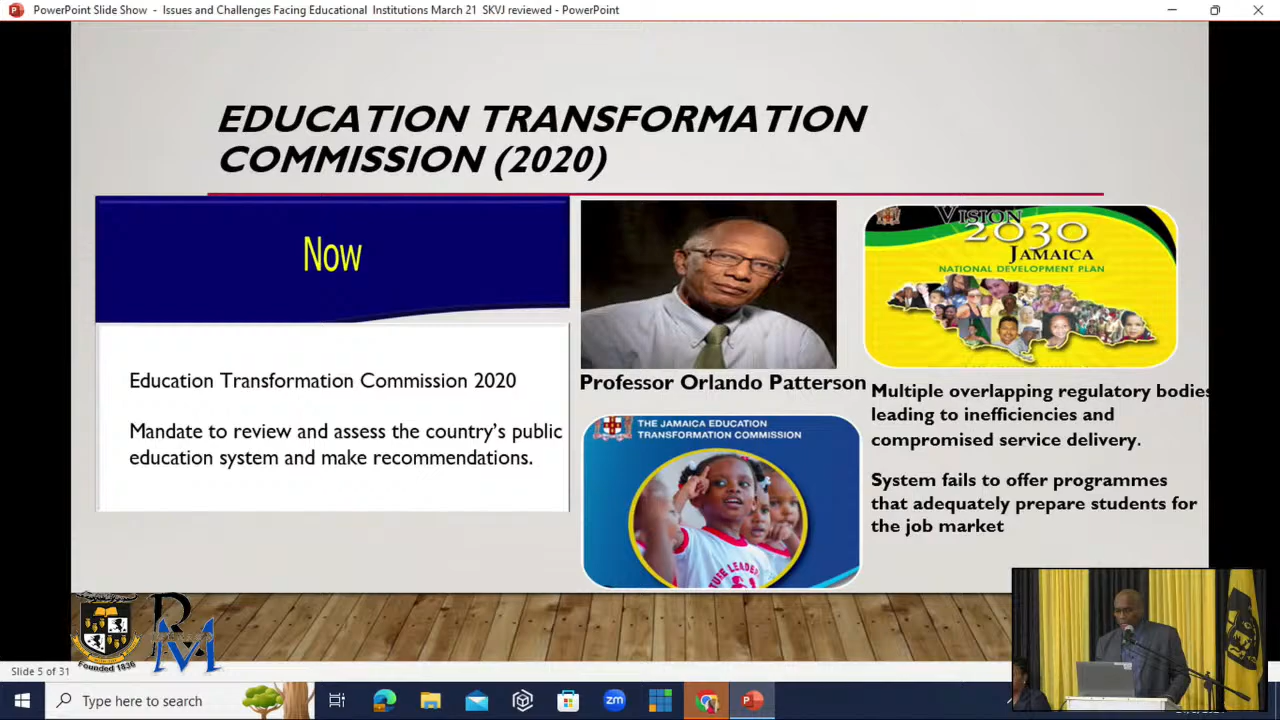 PowerPoint Slide Show - Issues and Challenges Facing Educational Institutions March 21 SKVJ reviewed - PowerPoint
EDUCATION TRANSFORMATION
COMMISSION (2020)
Now
Education Transformation Commission 2020
Mandate to review and assess the country's public
education system and make recommendations.
Professor Orlando Patterson
THE JAMAICA EDUCATION
TRANSFORMATION COMMISSION
VISION
2030
JAMAICA
NATIONAL DEVELOPMENT PLAN
Multiple overlapping regulatory bodies
leading to inefficiencies and
compromised service delivery.
System fails to offer programmes
that adequately prepare students for
the job market
Founded 1836
RM
Slide 5 of 31
Type here to search
zm